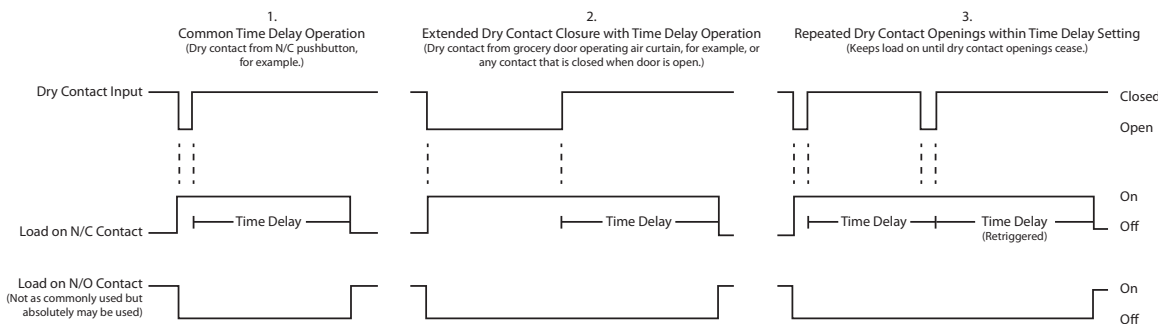 1.
Common Time Delay Operation
(Dry contact from N/C pushbutton,
for example.)
2.
Extended Dry Contact Closure with Time Delay Operation
(Dry contact from grocery door operating air curtain, for example, or
any contact that is closed when door is open.)
3.
Repeated Dry Contact Openings within Time Delay Setting
(Keeps load on until dry contact openings cease.)
Dry Contact Input
Closed
Open
Load on N/C Contact
Time Delay
Time Delay
Time Delay
Time Delay
(Retriggered)
On
Off
Load on N/O Contact
(Not as commonly used but
absolutely may be used)
On
Off